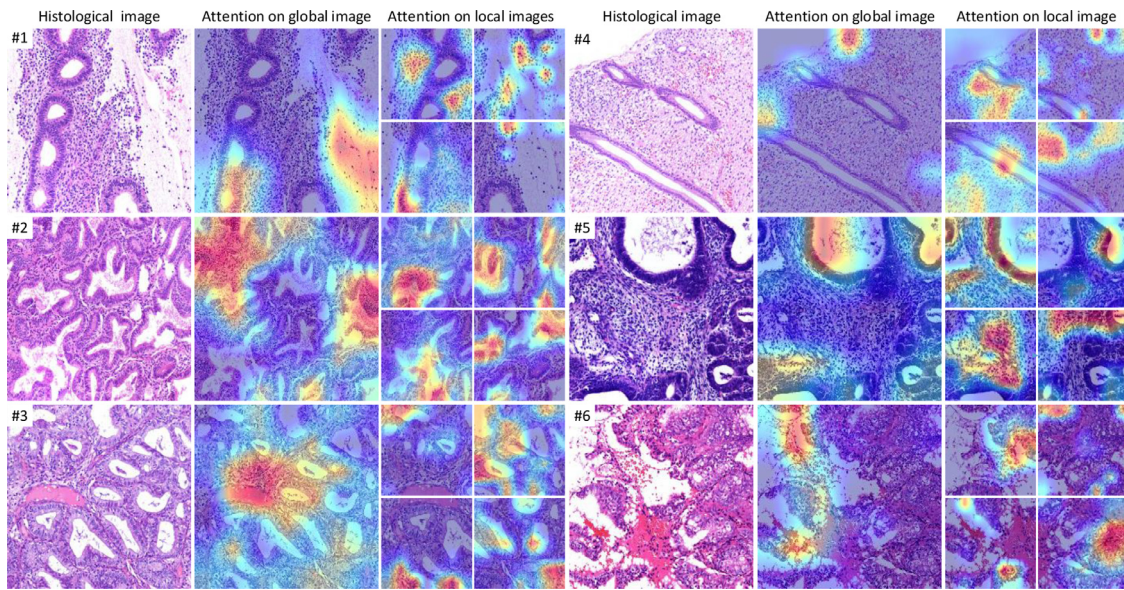 Histological image Attention on global image Attention on local images Histological image Attention on global image Attention on local image
#1 #4
#2 #5
#3 #6